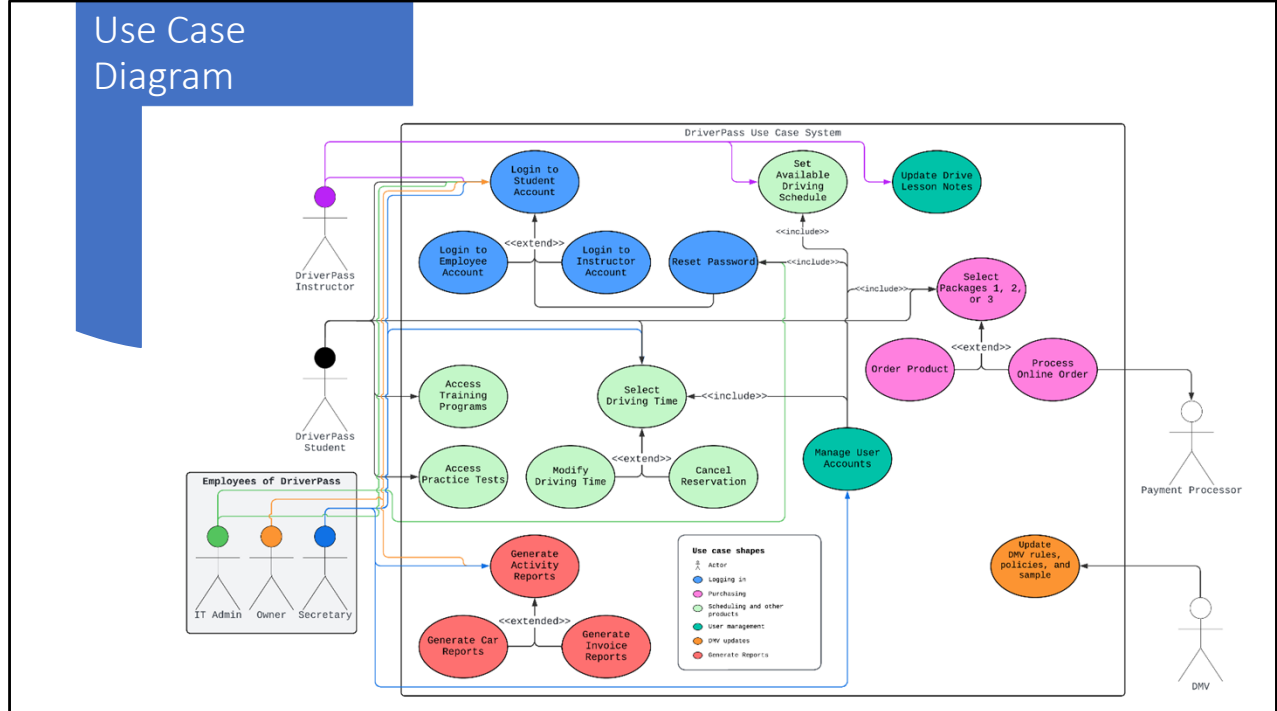 Use Case
Diagram
DriverPass Use Case System
Login to
Student
Account
Set
Available
Driving
Schedule
Update Drive
Lesson Notes
<<include>>
<<extend>>
Login to
Employee
Account
Login to
Instructor
Account
Reset Password
<<include>>
DriverPass
Instructor
<<include>>
Select
Packages 1, 2,
or 3
<<extend>>
Order Product
Process
Online Order
Access
Training
Programs
Select
Driving Time
<<include>>
DriverPass
Student
Manage User
Accounts
<<extend>>
Access
Practice Tests
Modify
Driving Time
Cancel
Reservation
Payment Processor
Employees of DriverPass
IT Admin
Owner
Secretary
Generate
Activity
Reports
<<extended>>
Generate Car
Reports
Generate
Invoice
Reports
Use case shapes
Actor
Logging in
Purchasing
Scheduling and other
products
User management
DMV updates
Generate Reports
Update
DMV rules,
policies, and
sample
DMV